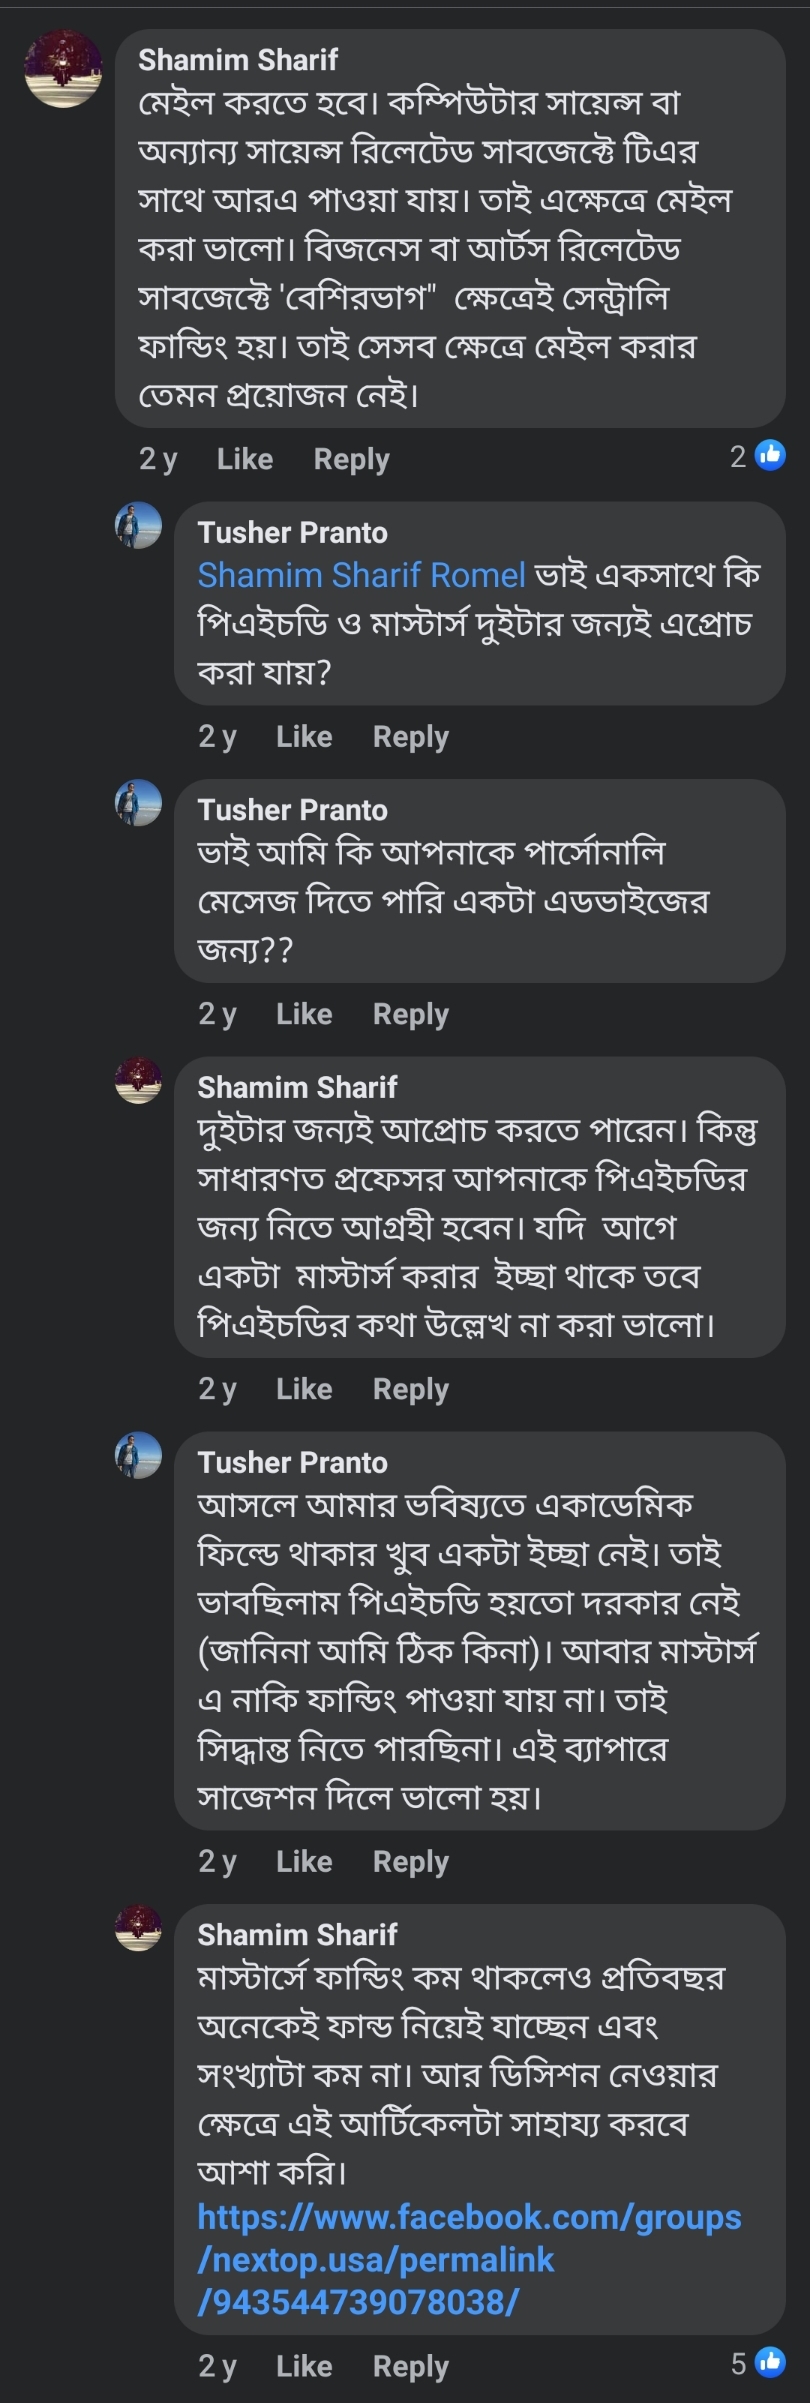 Shamim Sharif
মেইল করতে হবে। কম্পিউটার সায়েন্স বা
অন্যান্য সায়েন্স রিলেটেড সাবজেক্টে টিএর
সাথে আরএ পাওয়া যায়। তাই এক্ষেত্রে মেইল
করা ভালো। বিজনেস বা আর্টস রিলেটেড
সাবজেক্টে 'বেশিরভাগ" ক্ষেত্রেই সেন্ট্রালি
ফান্ডিং হয়। তাই সেসব ক্ষেত্রে মেইল করার
তেমন প্রয়োজন নেই।
2 y Like Reply 2
Tusher Pranto
Shamim Sharif Romel ভাই একসাথে কি
পিএইচডি ও মাস্টার্স দুইটার জন্যই এপ্রোচ
করা যায়?
2 y Like Reply
Tusher Pranto
ভাই আমি কি আপনাকে পার্সোনালি
মেসেজ দিতে পারি একটা এডভাইজের
জন্য??
2 y Like Reply
Shamim Sharif
দুইটার জন্যই আপ্রোচ করতে পারেন। কিন্তু
সাধারণত প্রফেসর আপনাকে পিএইচডির
জন্য নিতে আগ্রহী হবেন। যদি আগে
একটা মাস্টার্স করার ইচ্ছা থাকে তবে
পিএইচডির কথা উল্লেখ না করা ভালো।
2 y Like Reply
Tusher Pranto
আসলে আমার ভবিষ্যতে একাডেমিক
ফিল্ডে থাকার খুব একটা ইচ্ছা নেই। তাই
ভাবছিলাম পিএইচডি হয়তো দরকার নেই
(জানিনা আমি ঠিক কিনা)। আবার মাস্টার্স
এ নাকি ফান্ডিং পাওয়া যায় না। তাই
সিদ্ধান্ত নিতে পারছিনা। এই ব্যাপারে
সাজেশন দিলে ভালো হয়।
2 y Like Reply
Shamim Sharif
মাস্টার্সে ফান্ডিং কম থাকলেও প্রতিবছর
অনেকেই ফান্ড নিয়েই যাচ্ছেন এবং
সংখ্যাটা কম না। আর ডিসিশন নেওয়ার
ক্ষেত্রে এই আর্টিকেলটা সাহায্য করবে
আশা করি।
https://www.facebook.com/groups
/nextop.usa/permalink
/943544739078038/
2 y Like Reply 5